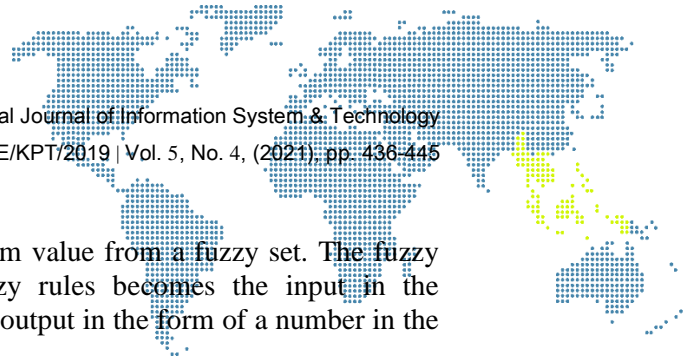 al Journal of Information System & Technology
E/KPT/2019 | Vol. 5, No. 4, (2021), pp. 436-445
m value from a fuzzy set. The fuzzy
zy rules becomes the input in the
output in the form of a number in the